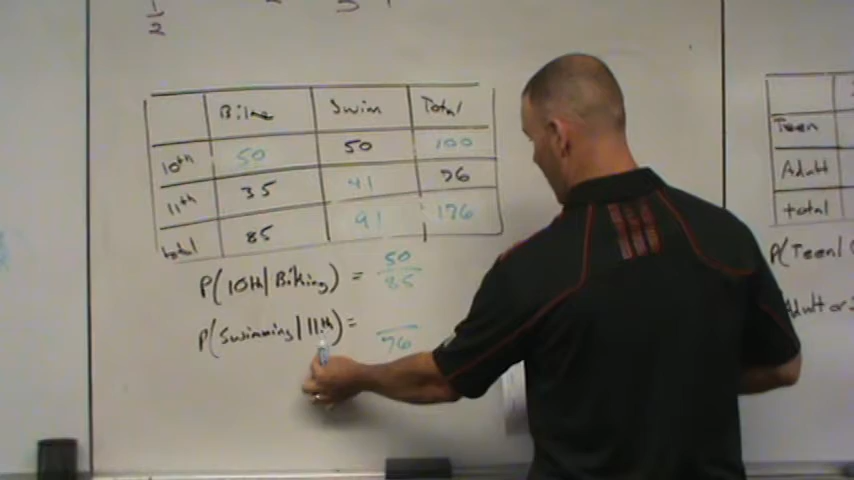 1/2
Bike Swim Total
10th 50 50 100
11th 35 41 76
total 85 91 176
P(10th|Biking) = 50/85
P(Swimming|11th) = /76
Teen
Adult
total
P(Teen|
Adult or